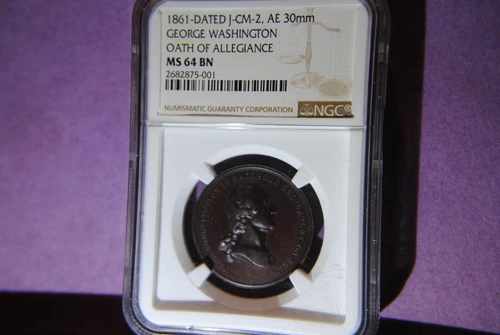 1861-DATED J-CM-2, AE 30mm
GEORGE WASHINGTON
OATH OF ALLEGIANCE
MS 64 BN
2682875-001
NUMISMATIC GUARANTY CORPORATION
NGC